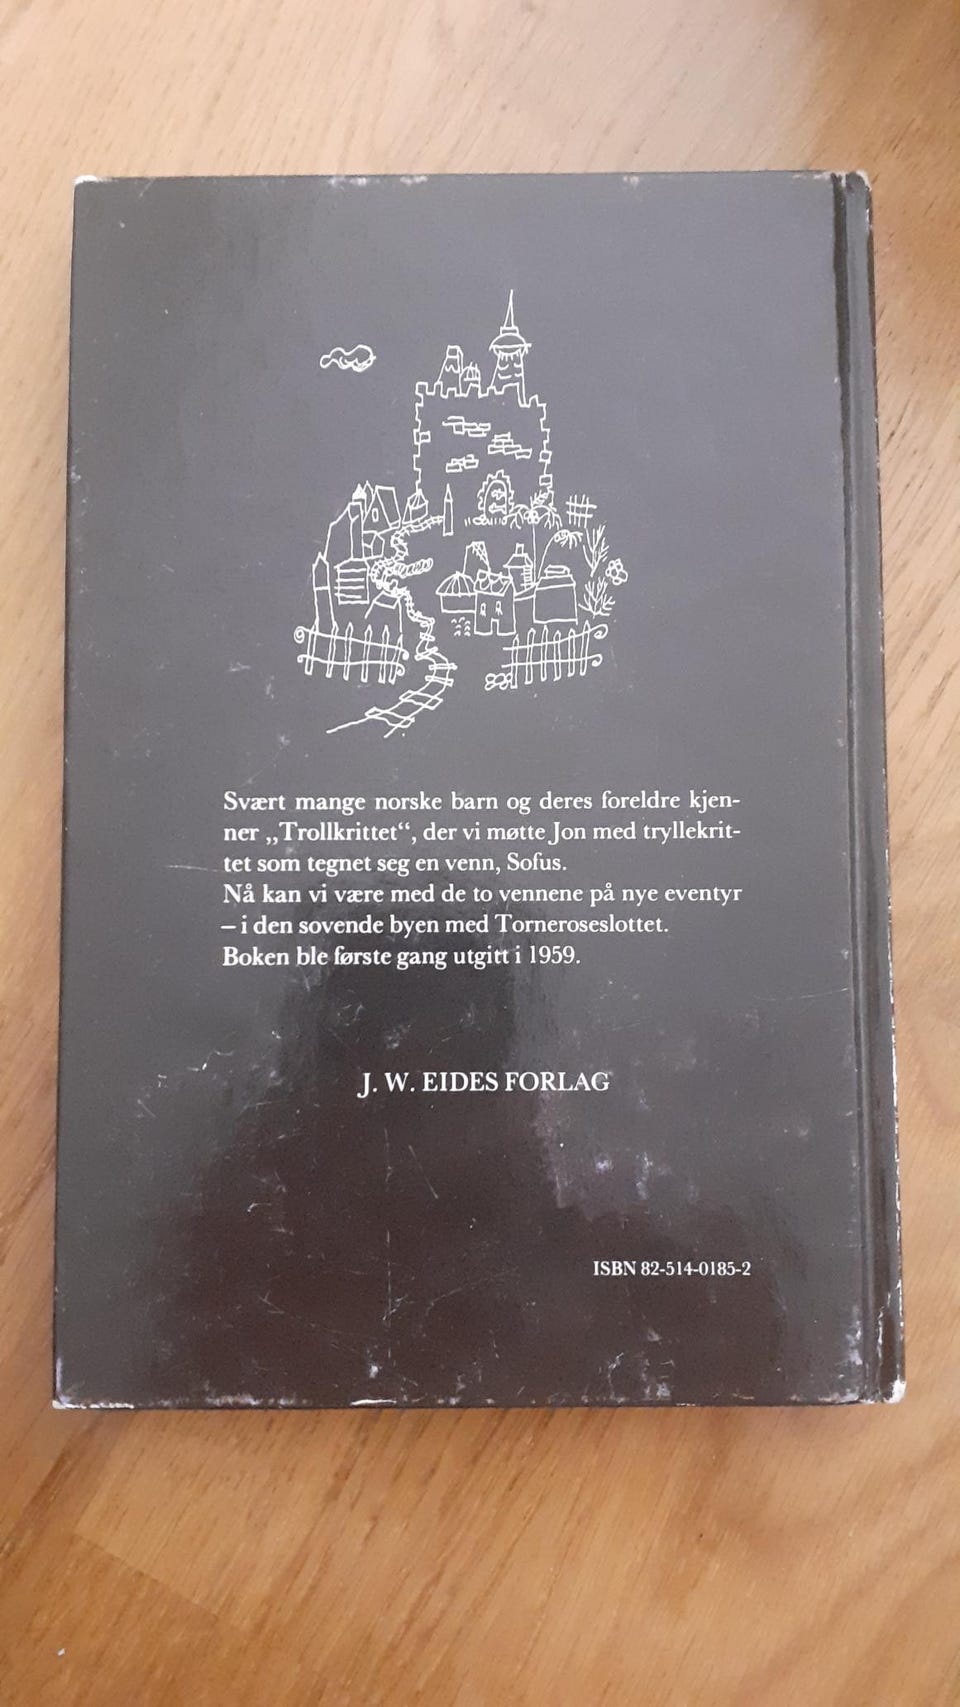 Svært mange norske barn og deres foreldre kjen-
ner „Trollkrittet“, der vi møtte Jon med tryllekrit-
tet som tegnet seg en venn, Sofus.
Nå kan vi være med de to vennene på nye eventyr
– i den sovende byen med Torneroseslottet.
Boken ble første gang utgitt i 1959.
J. W. EIDES FORLAG
ISBN 82-514-0185-2